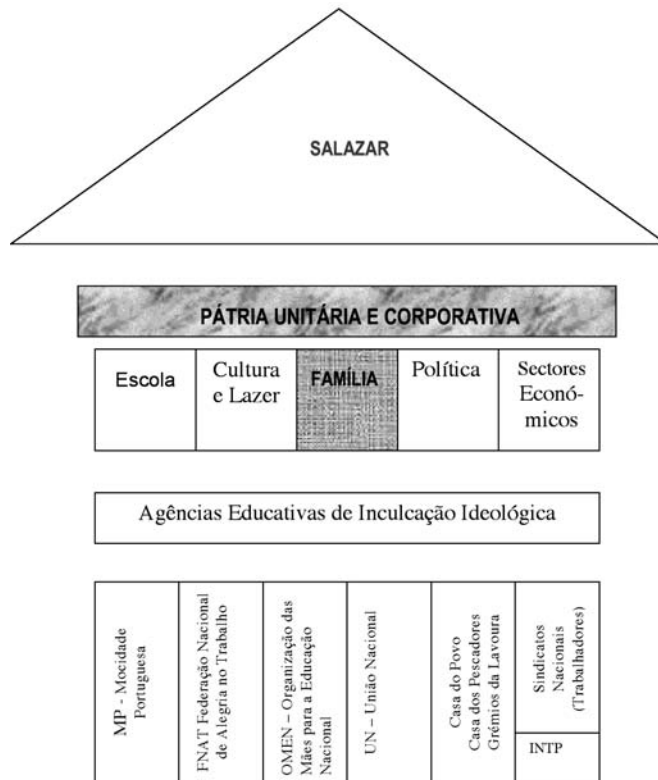 SALAZAR
PÁTRIA UNITÁRIA E CORPORATIVA
Escola
Cultura
e Lazer
FAMÍLIA
Política
Sectores
Económicos
Agências Educativas de Inculcação Ideológica
MP - Mocidade
Portuguesa
FNAT Federação Nacional
de Alegria no Trabalho
OMEN – Organização das
Mães para a Educação
Nacional
UN – União Nacional
Casa do Povo
Casa dos Pescadores
Grémios da Lavoura
Sindicatos
Nacionais
(Trabalhadores)
INTP